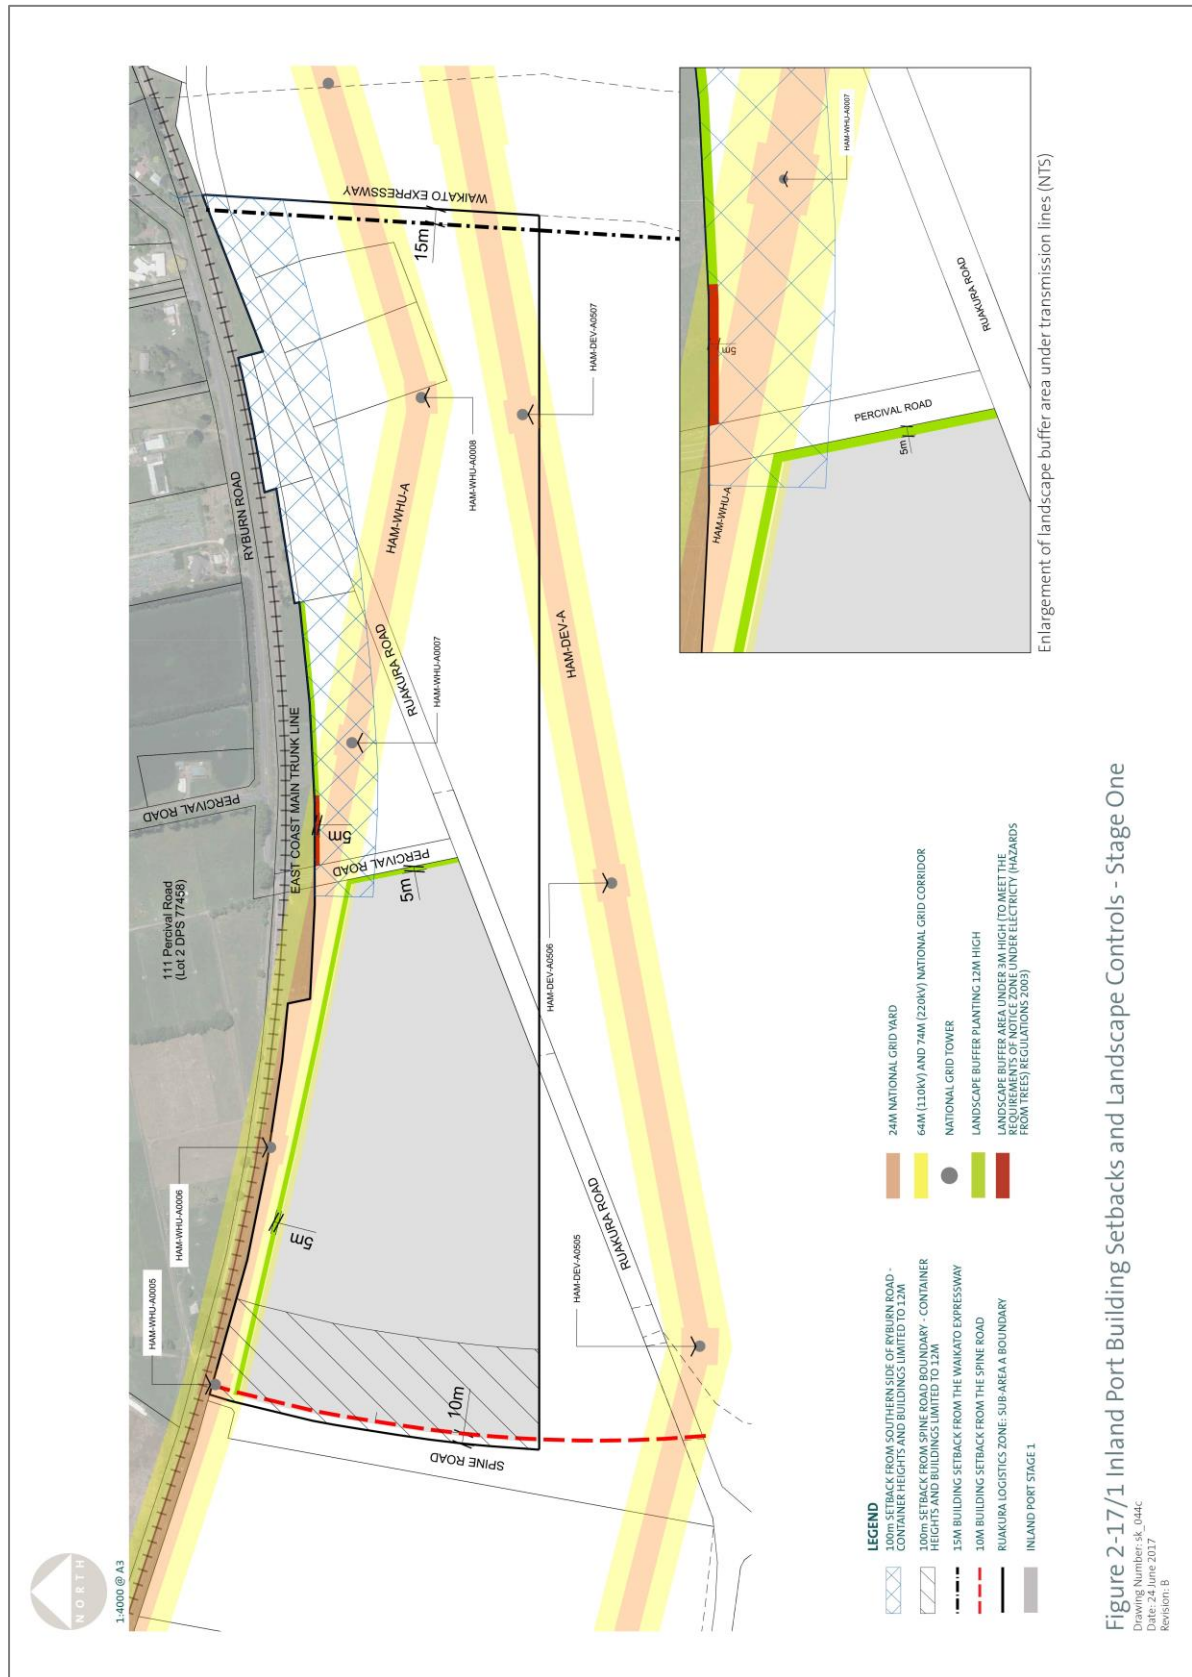 NORTH
1:4000 @ A3
111 Percival Road
(Lot 2 DPS 77458)
PERCIVAL ROAD
RYBURN ROAD
EAST COAST MAIN TRUNK LINE
HAM-WHU-A0005
HAM-WHU-A0006
HAM-WHU-A0007
HAM-WHU-A0008
HAM-WHU-A
5m
5m
PERCIVAL ROAD
5m
RUAKURA ROAD
WAIKATO EXPRESSWAY
15m
SPINE ROAD
10m
HAM-DEV-A0505
HAM-DEV-A0506
HAM-DEV-A0507
HAM-DEV-A
RUAKURA ROAD
HAM-WHU-A
5m
PERCIVAL ROAD
5m
RUAKURA ROAD
HAM-WHU-A0007
Enlargement of landscape buffer area under transmission lines (NTS)
LEGEND
100m SETBACK FROM SOUTHERN SIDE OF RYBURN ROAD -
CONTAINER HEIGHTS AND BUILDINGS LIMITED TO 12M
100m SETBACK FROM SPINE ROAD BOUNDARY - CONTAINER
HEIGHTS AND BUILDINGS LIMITED TO 12M
15M BUILDING SETBACK FROM THE WAIKATO EXPRESSWAY
10M BUILDING SETBACK FROM THE SPINE ROAD
RUAKURA LOGISTICS ZONE: SUB-AREA A BOUNDARY
INLAND PORT STAGE 1
24M NATIONAL GRID YARD
64M (110kV) AND 74M (220kV) NATIONAL GRID CORRIDOR
NATIONAL GRID TOWER
LANDSCAPE BUFFER PLANTING 12M HIGH
LANDSCAPE BUFFER AREA UNDER 3M HIGH (TO MEET THE
REQUIREMENTS OF NOTICE ZONE UNDER ELECTRICTY (HAZARDS
FROM TREES) REGULATIONS 2003)
Figure 2-17/1 Inland Port Building Setbacks and Landscape Controls - Stage One
Drawing Number: sk_044c
Date: 24 June 2017
Revision: B